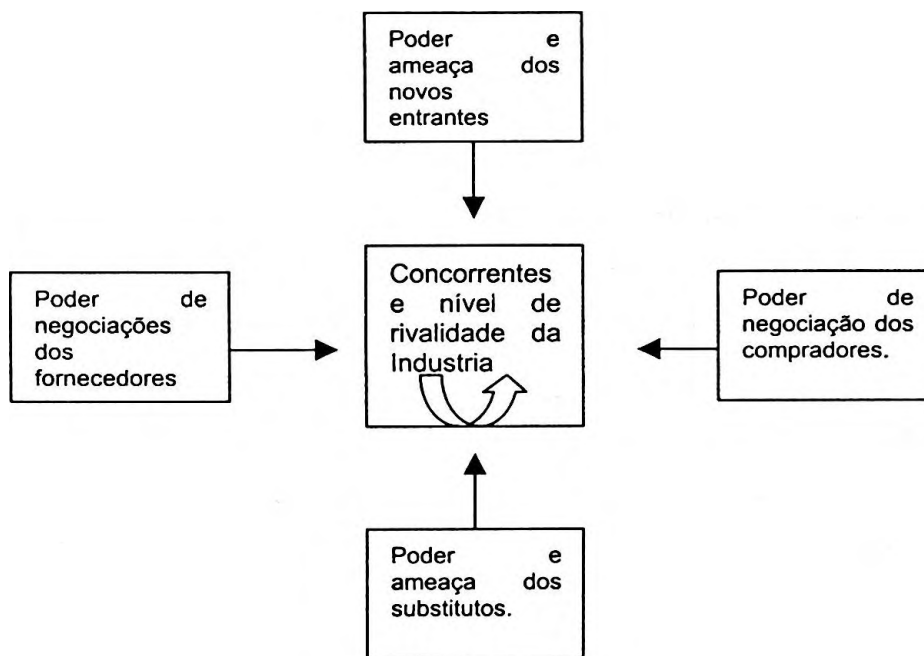 Poder e
ameaça dos
novos
entrantes
Concorrentes
e nível de
rivalidade da
Industria
Poder de
negociações
dos
fornecedores
Poder de
negociação dos
compradores.
Poder e
ameaça dos
substitutos.